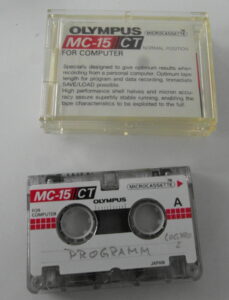 OLYMPUS
MICROCASSETTE
MC-15 CT NORMAL POSITION
FOR COMPUTER
Specially designed to give optimum results when
recording from a personal computer. Optimum tape
length for program and data recording. Immediate
SAVE/LOAD possible.
High performance shell halves and micron accu-
racy assure superbly stable running, enabling the
tape characteristics to be exploited to the full.
MC-15 CT MICROCASSETTE
FOR
COMPUTER
OLYMPUS
A
PROGRAMM
JAPAN